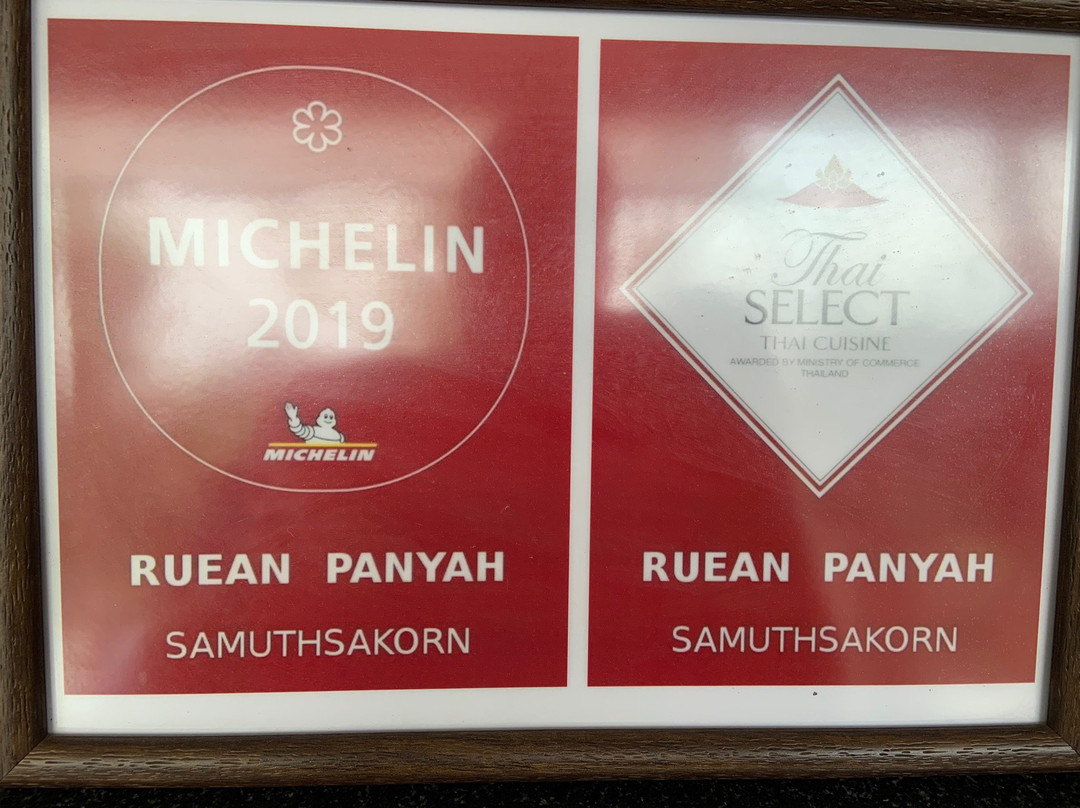 MICHELIN
2019
MICHELIN
RUEAN PANYAH
SAMUTHSAKORN
Thai
SELECT
THAI CUISINE
AWARDED BY MINISTRY OF COMMERCE
THAILAND
RUEAN PANYAH
SAMUTHSAKORN